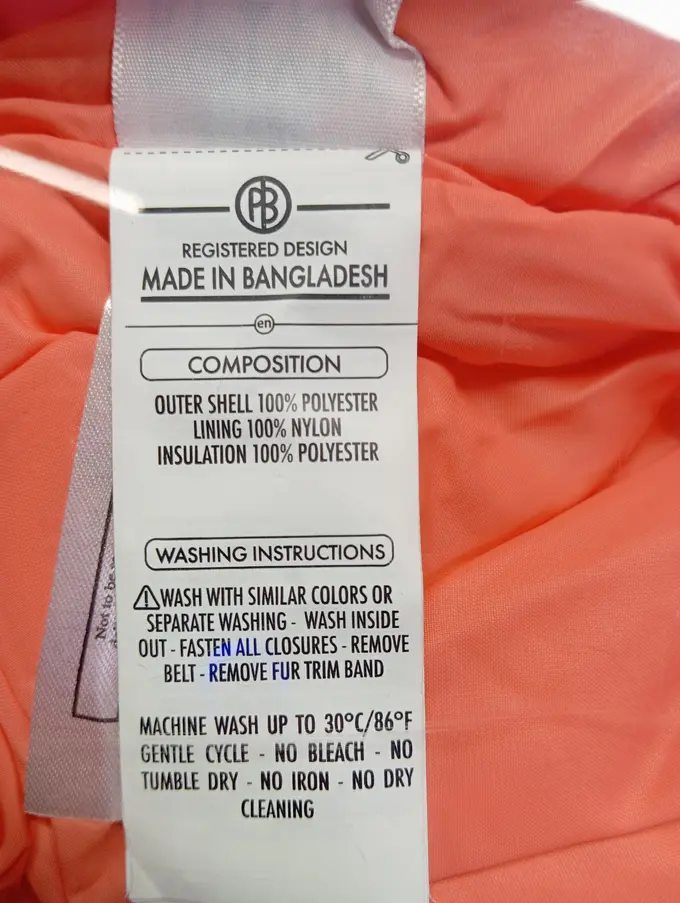 PB
REGISTERED DESIGN
MADE IN BANGLADESH
en
COMPOSITION
OUTER SHELL 100% POLYESTER
LINING 100% NYLON
INSULATION 100% POLYESTER
WASHING INSTRUCTIONS
WASH WITH SIMILAR COLORS OR
SEPARATE WASHING - WASH INSIDE
OUT - FASTEN ALL CLOSURES - REMOVE
BELT - REMOVE FUR TRIM BAND
MACHINE WASH UP TO 30°C/86°F
GENTLE CYCLE - NO BLEACH - NO
TUMBLE DRY - NO IRON - NO DRY
CLEANING
Not to be